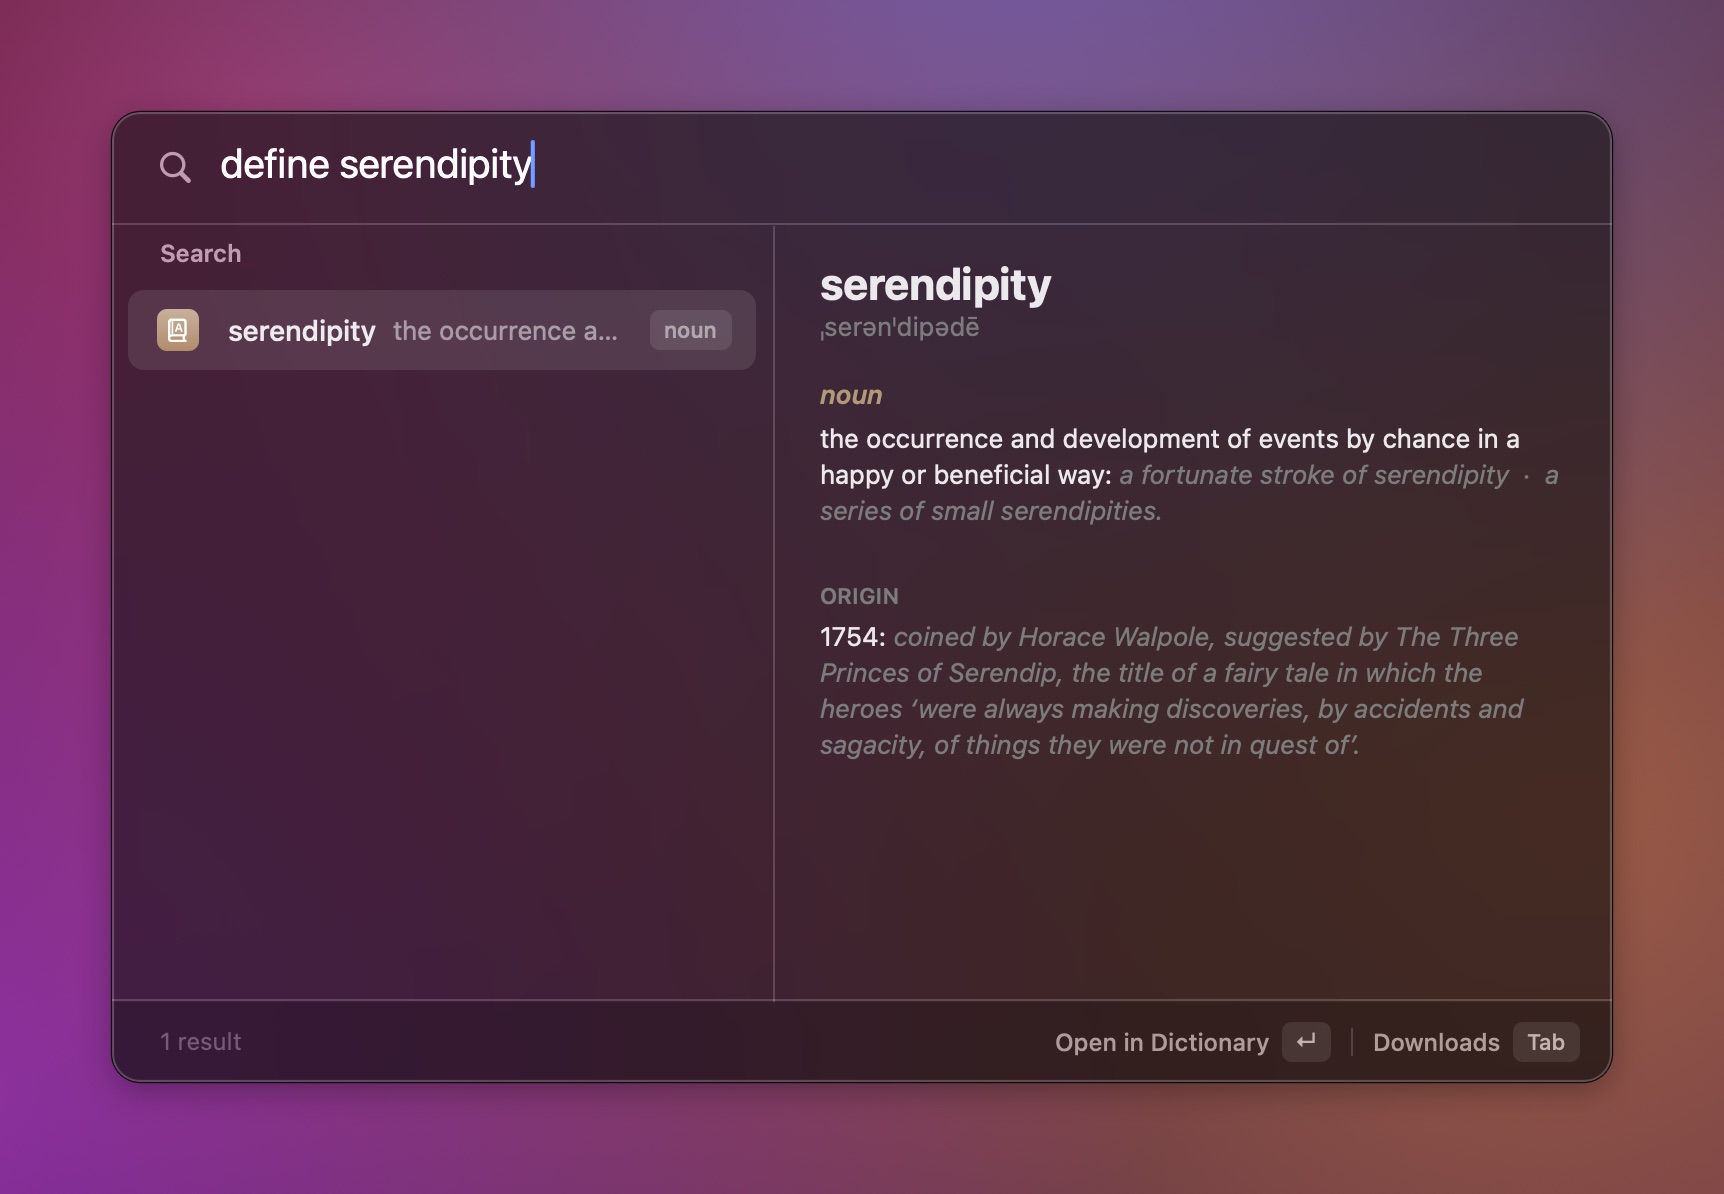 define serendipity
Search
serendipity the occurrence a... noun
serendipity
ˌserənˈdipədē
noun
the occurrence and development of events by chance in a
happy or beneficial way: a fortunate stroke of serendipity · a
series of small serendipities.
ORIGIN
1754: coined by Horace Walpole, suggested by The Three
Princes of Serendip, the title of a fairy tale in which the
heroes ‘were always making discoveries, by accidents and
sagacity, of things they were not in quest of’.
1 result
Open in Dictionary ↵ Downloads Tab